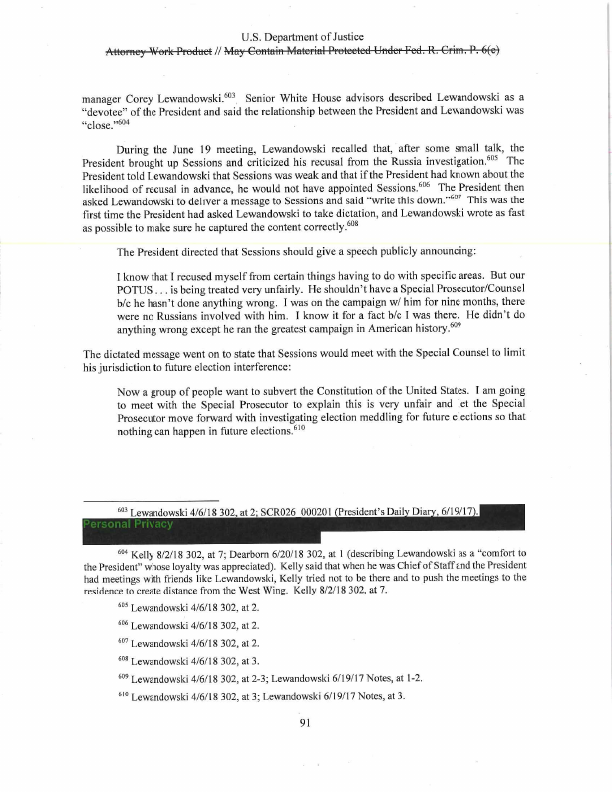 U.S. Department of Justice
Attorney Work Product // May Contain Material Protected Under Fed. R. Crim. P. 6(e)
manager Corey Lewandowski.603 Senior White House advisors described Lewandowski as a
"devotee" of the President and said the relationship between the President and Lewandowski was
"close."604
During the June 19 meeting, Lewandowski recalled that, after some small talk, the
President brought up Sessions and criticized his recusal from the Russia investigation.605 The
President told Lewandowski that Sessions was weak and that if the President had known about the
likelihood of recusal in advance, he would not have appointed Sessions.606 The President then
asked Lewandowski to deliver a message to Sessions and said "write this down."607 This was the
first time the President had asked Lewandowski to take dictation, and Lewandowski wrote as fast
as possible to make sure he captured the content correctly.608
The President directed that Sessions should give a speech publicly announcing:
I know that I recused myself from certain things having to do with specific areas. But our
POTUS . . . is being treated very unfairly. He shouldn't have a Special Prosecutor/Counsel
b/c he hasn't done anything wrong. I was on the campaign w/ him for nine months, there
were no Russians involved with him. I know it for a fact b/c I was there. He didn't do
anything wrong except he ran the greatest campaign in American history.609
The dictated message went on to state that Sessions would meet with the Special Counsel to limit
his jurisdiction to future election interference:
Now a group of people want to subvert the Constitution of the United States. I am going
to meet with the Special Prosecutor to explain this is very unfair and let the Special
Prosecutor move forward with investigating election meddling for future elections so that
nothing can happen in future elections.610
603 Lewandowski 4/6/18 302, at 2; SCR026_000201 (President's Daily Diary, 6/19/17).
Personal Privacy
604 Kelly 8/2/18 302, at 7; Dearborn 6/20/18 302, at 1 (describing Lewandowski as a "comfort to
the President" whose loyalty was appreciated). Kelly said that when he was Chief of Staff and the President
had meetings with friends like Lewandowski, Kelly tried not to be there and to push the meetings to the
residence to create distance from the West Wing. Kelly 8/2/18 302, at 7.
605 Lewandowski 4/6/18 302, at 2.
606 Lewandowski 4/6/18 302, at 2.
607 Lewandowski 4/6/18 302, at 2.
608 Lewandowski 4/6/18 302, at 3.
609 Lewandowski 4/6/18 302, at 2-3; Lewandowski 6/19/17 Notes, at 1-2.
610 Lewandowski 4/6/18 302, at 3; Lewandowski 6/19/17 Notes, at 3.
91